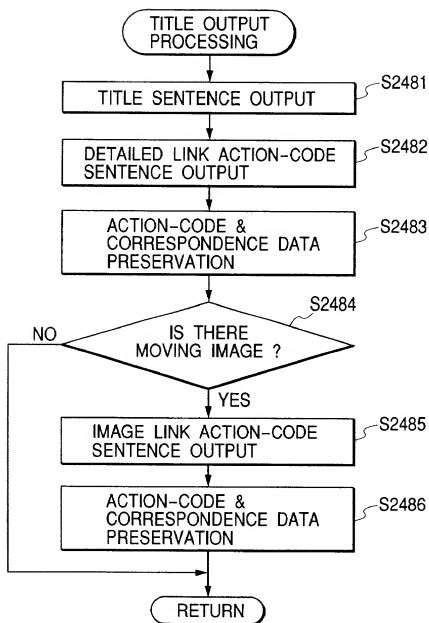 TITLE OUTPUT
PROCESSING
S2481
TITLE SENTENCE OUTPUT
S2482
DETAILED LINK ACTION-CODE
SENTENCE OUTPUT
S2483
ACTION-CODE &
CORRESPONDENCE DATA
PRESERVATION
S2484
NO
IS THERE
MOVING IMAGE ?
YES
S2485
IMAGE LINK ACTION-CODE
SENTENCE OUTPUT
S2486
ACTION-CODE &
CORRESPONDENCE DATA
PRESERVATION
RETURN